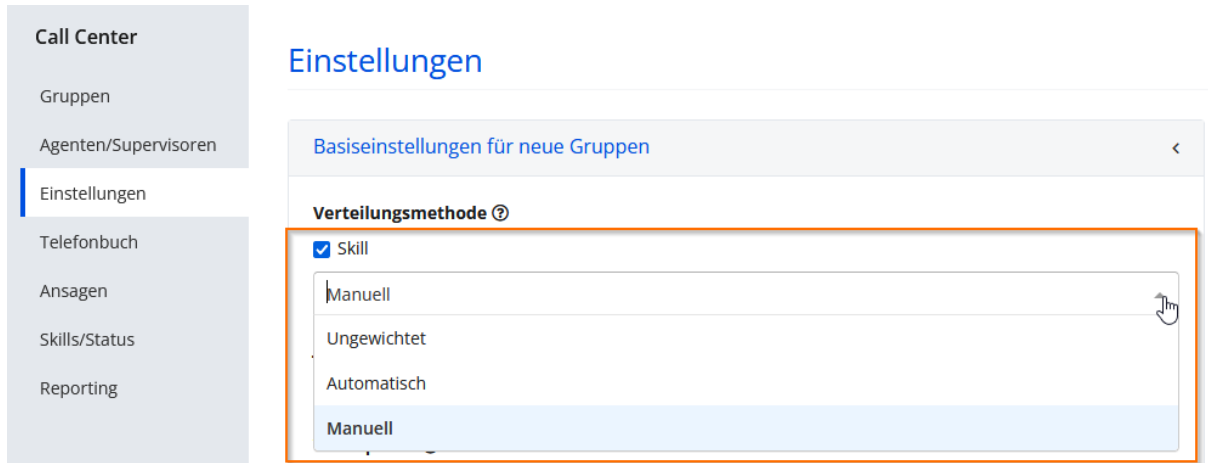 Call Center
Gruppen
Agenten/Supervisoren
Einstellungen
Telefonbuch
Ansagen
Skills/Status
Reporting
Einstellungen
Basiseinstellungen für neue Gruppen
Verteilungsmethode
Skill
Manuell
Ungewichtet
Automatisch
Manuell